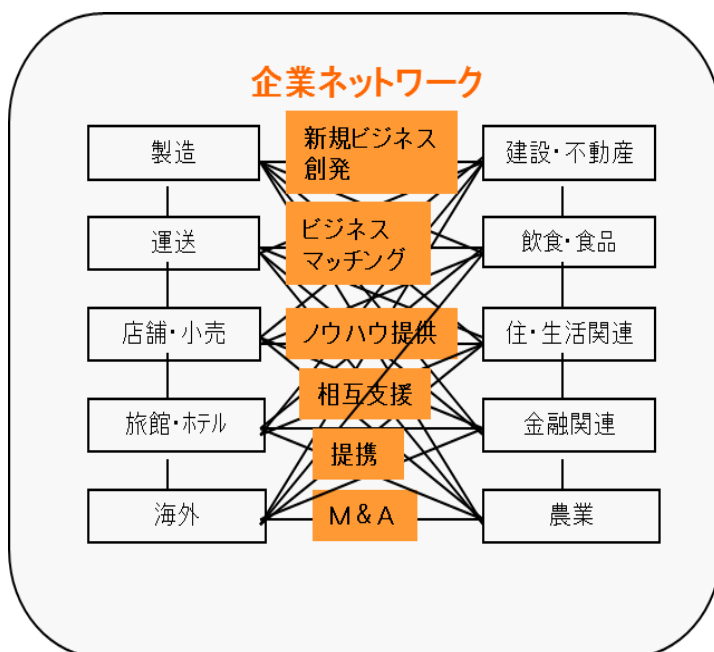 企業ネットワーク
製造
新規ビジネス
創発
建設・不動産
運送
ビジネス
マッチング
飲食・食品
店舗・小売
ノウハウ提供
住・生活関連
相互支援
旅館・ホテル
金融関連
提携
海外
M&A
農業